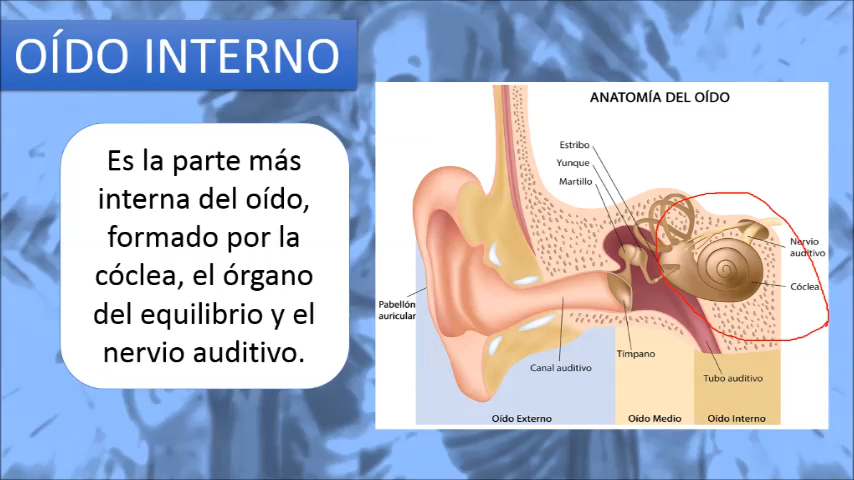 OÍDO INTERNO
Es la parte más
interna del oído,
formado por la
cóclea, el órgano
del equilibrio y el
nervio auditivo.
ANATOMÍA DEL OÍDO
Estribo
Yunque
Martillo
Nervio
auditivo
Cóclea
Pabellón
auricular
Tímpano
Canal auditivo
Tubo auditivo
Oído Externo
Oído Medio
Oído Interno